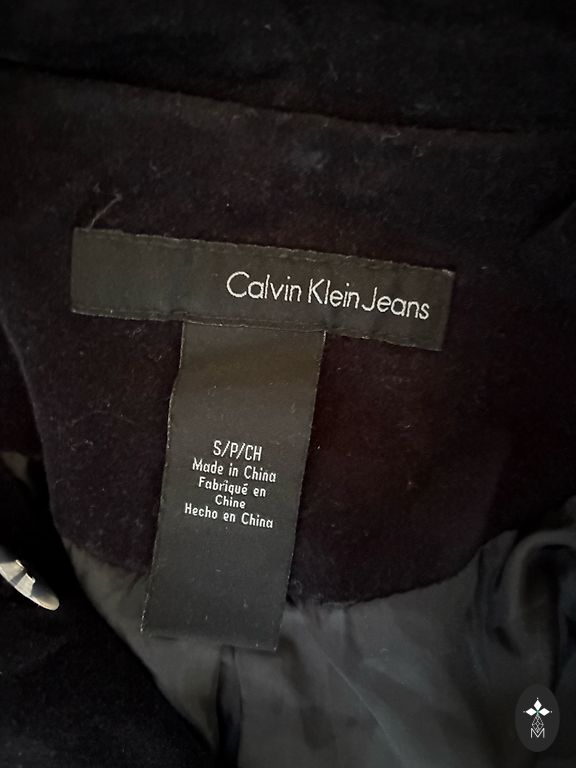 Calvin Klein Jeans
S/P/CH
Made in China
Fabriqué en
Chine
Hecho en China
M